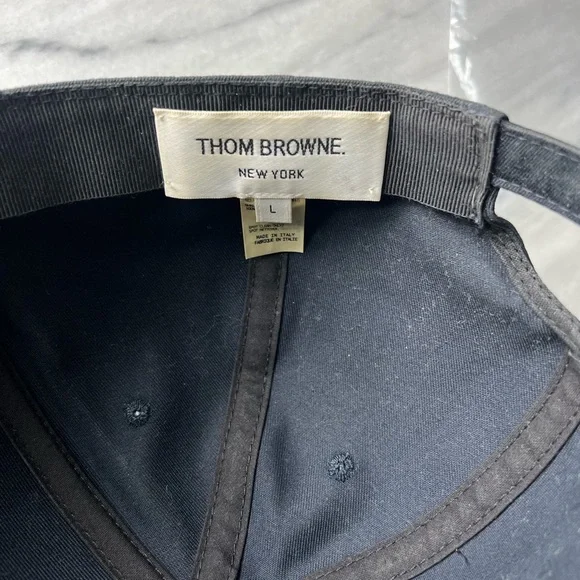 THOM BROWNE.
NEW YORK
L
MADE IN ITALY
FABRIQUE EN ITALIE